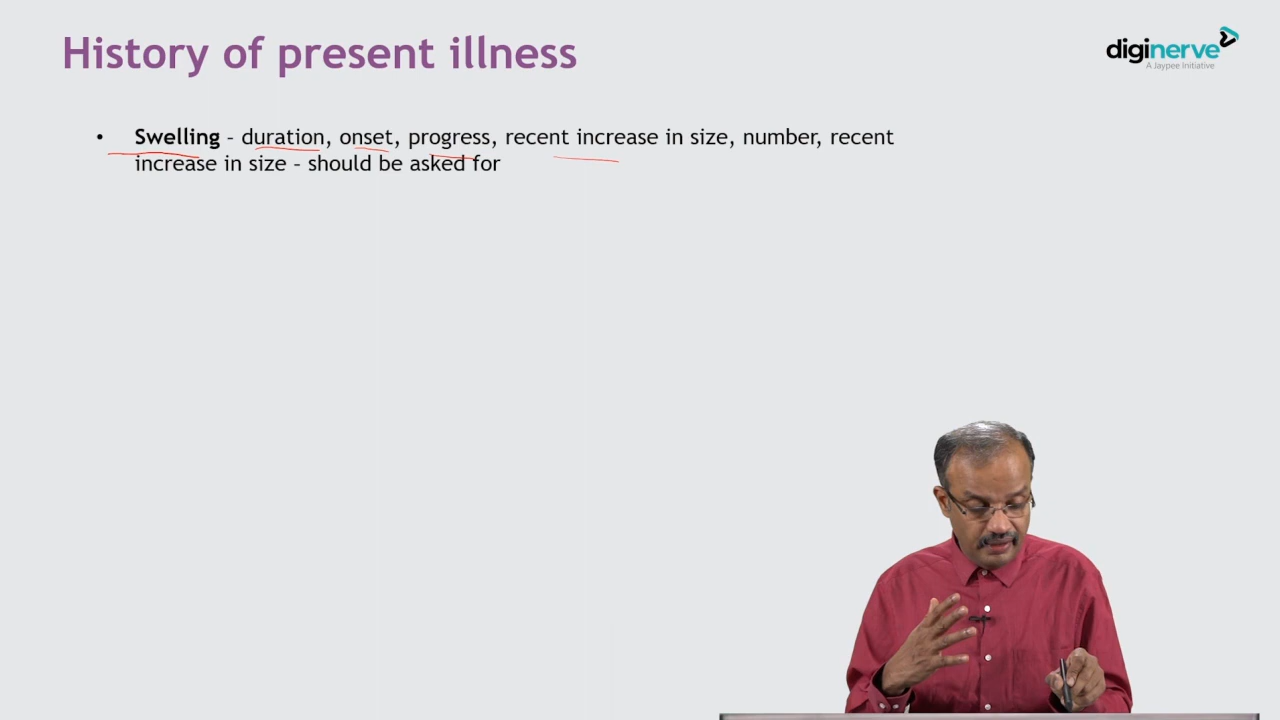 History of present illness
diginerve
A Jaypee Initiative
• Swelling – duration, onset, progress, recent increase in size, number, recent
increase in size – should be asked for